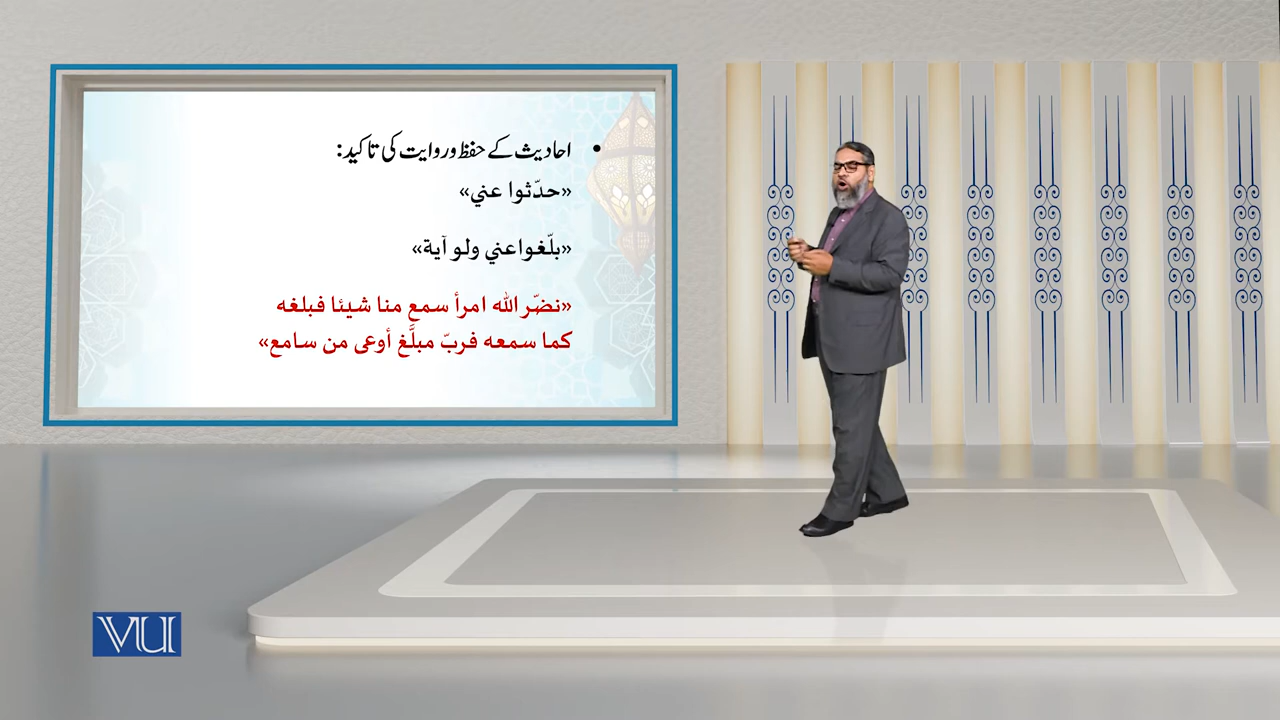 • احادیث کے حفظ و روایت کی تاکید:
«حدّثوا عني»
«بلّغوا عني ولو آية»
«نضّر الله امرأ سمع منا شيئا فبلغه
كما سمعه فربّ مبلَّغ أوعى من سامع»
VU